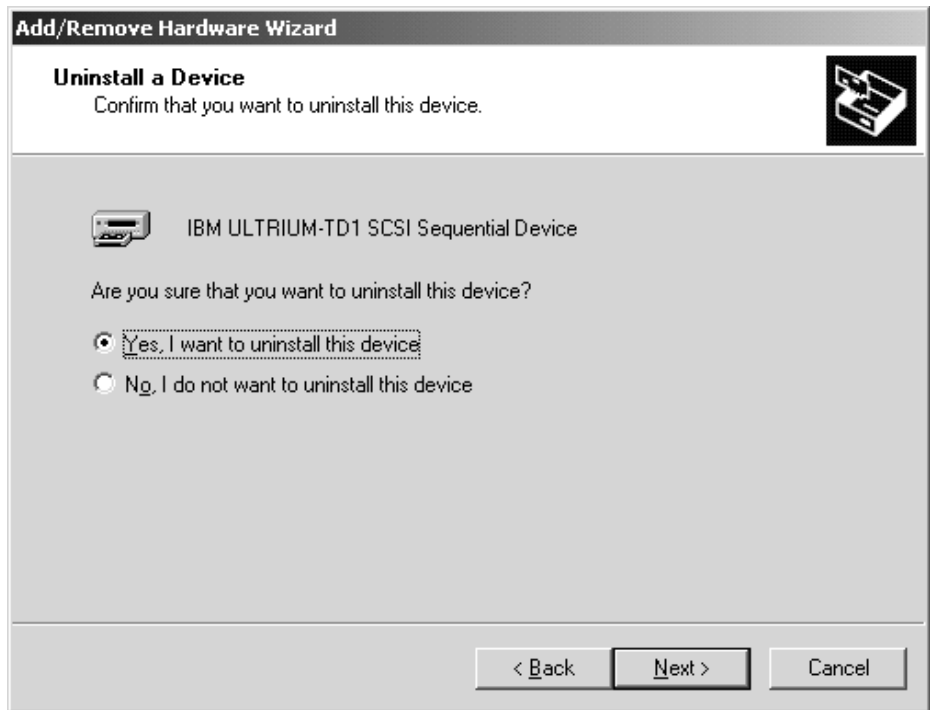 Add/Remove Hardware Wizard
Uninstall a Device
Confirm that you want to uninstall this device.
IBM ULTRIUM-TD1 SCSI Sequential Device
Are you sure that you want to uninstall this device?
Yes, I want to uninstall this device
No, I do not want to uninstall this device
< Back Next > Cancel